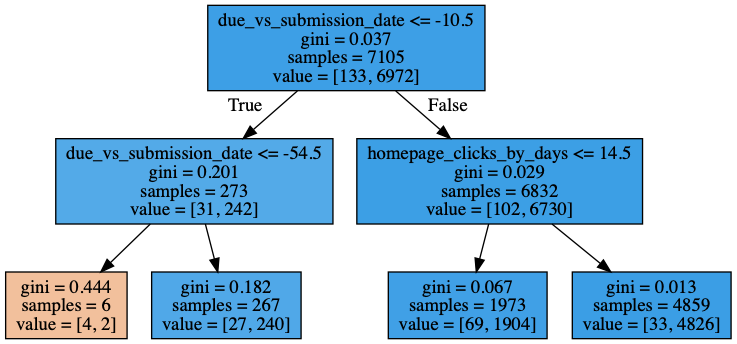 due_vs_submission_date <= -10.5
gini = 0.037
samples = 7105
value = [133, 6972]
True
False
due_vs_submission_date <= -54.5
gini = 0.201
samples = 273
value = [31, 242]
homepage_clicks_by_days <= 14.5
gini = 0.029
samples = 6832
value = [102, 6730]
gini = 0.444
samples = 6
value = [4, 2]
gini = 0.182
samples = 267
value = [27, 240]
gini = 0.067
samples = 1973
value = [69, 1904]
gini = 0.013
samples = 4859
value = [33, 4826]